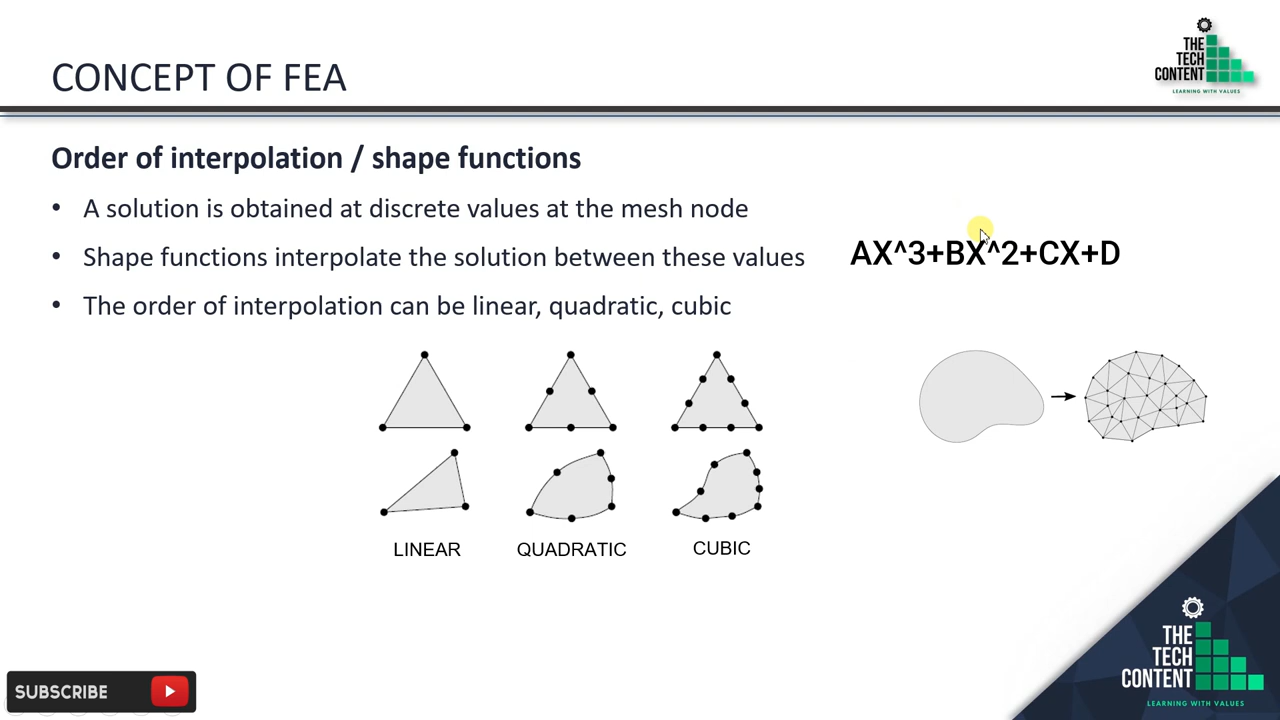 CONCEPT OF FEA
THE
TECH
CONTENT
LEARNING WITH VALUES
Order of interpolation / shape functions
• A solution is obtained at discrete values at the mesh node
• Shape functions interpolate the solution between these values
AX^3+BX^2+CX+D
• The order of interpolation can be linear, quadratic, cubic
LINEAR
QUADRATIC
CUBIC
THE
TECH
CONTENT
LEARNING WITH VALUES
SUBSCRIBE